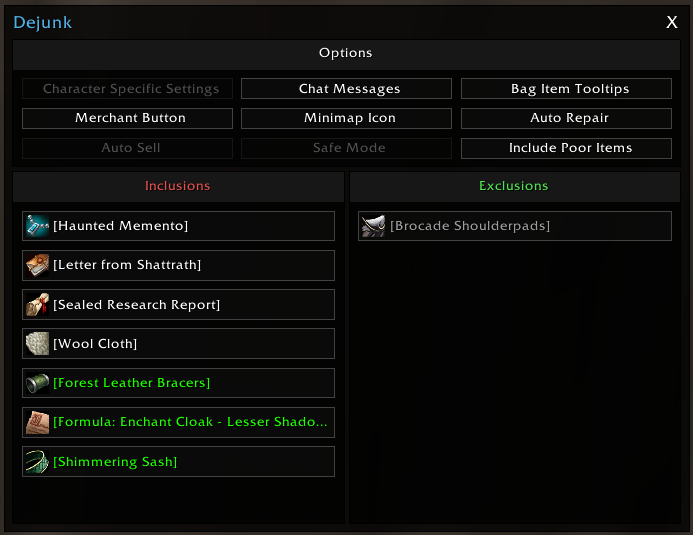 Dejunk
X
Options
Character Specific Settings
Chat Messages
Bag Item Tooltips
Merchant Button
Minimap Icon
Auto Repair
Auto Sell
Safe Mode
Include Poor Items
Inclusions
Exclusions
[Haunted Memento]
[Brocade Shoulderpads]
[Letter from Shattrath]
[Sealed Research Report]
[Wool Cloth]
[Forest Leather Bracers]
[Formula: Enchant Cloak - Lesser Shado...
[Shimmering Sash]